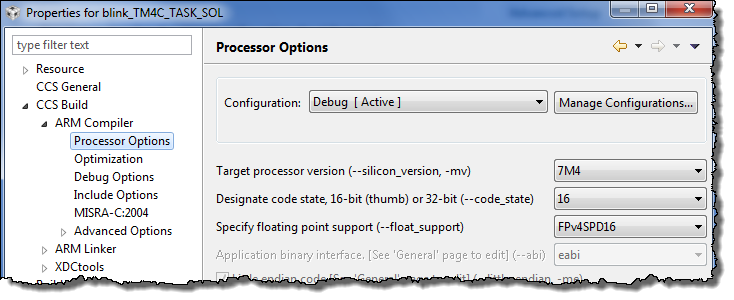 Properties for blink_TM4C_TASK_SOL
type filter text
Processor Options
Resource
CCS General
CCS Build
ARM Compiler
Processor Options
Optimization
Debug Options
Include Options
MISRA-C:2004
Advanced Options
ARM Linker
XDCtools
Configuration: Debug [ Active ] Manage Configurations...
Target processor version (--silicon_version, -mv) 7M4
Designate code state, 16-bit (thumb) or 32-bit (--code_state) 16
Specify floating point support (--float_support) FPv4SPD16
Application binary interface. [See 'General' page to edit] (--abi) eabi